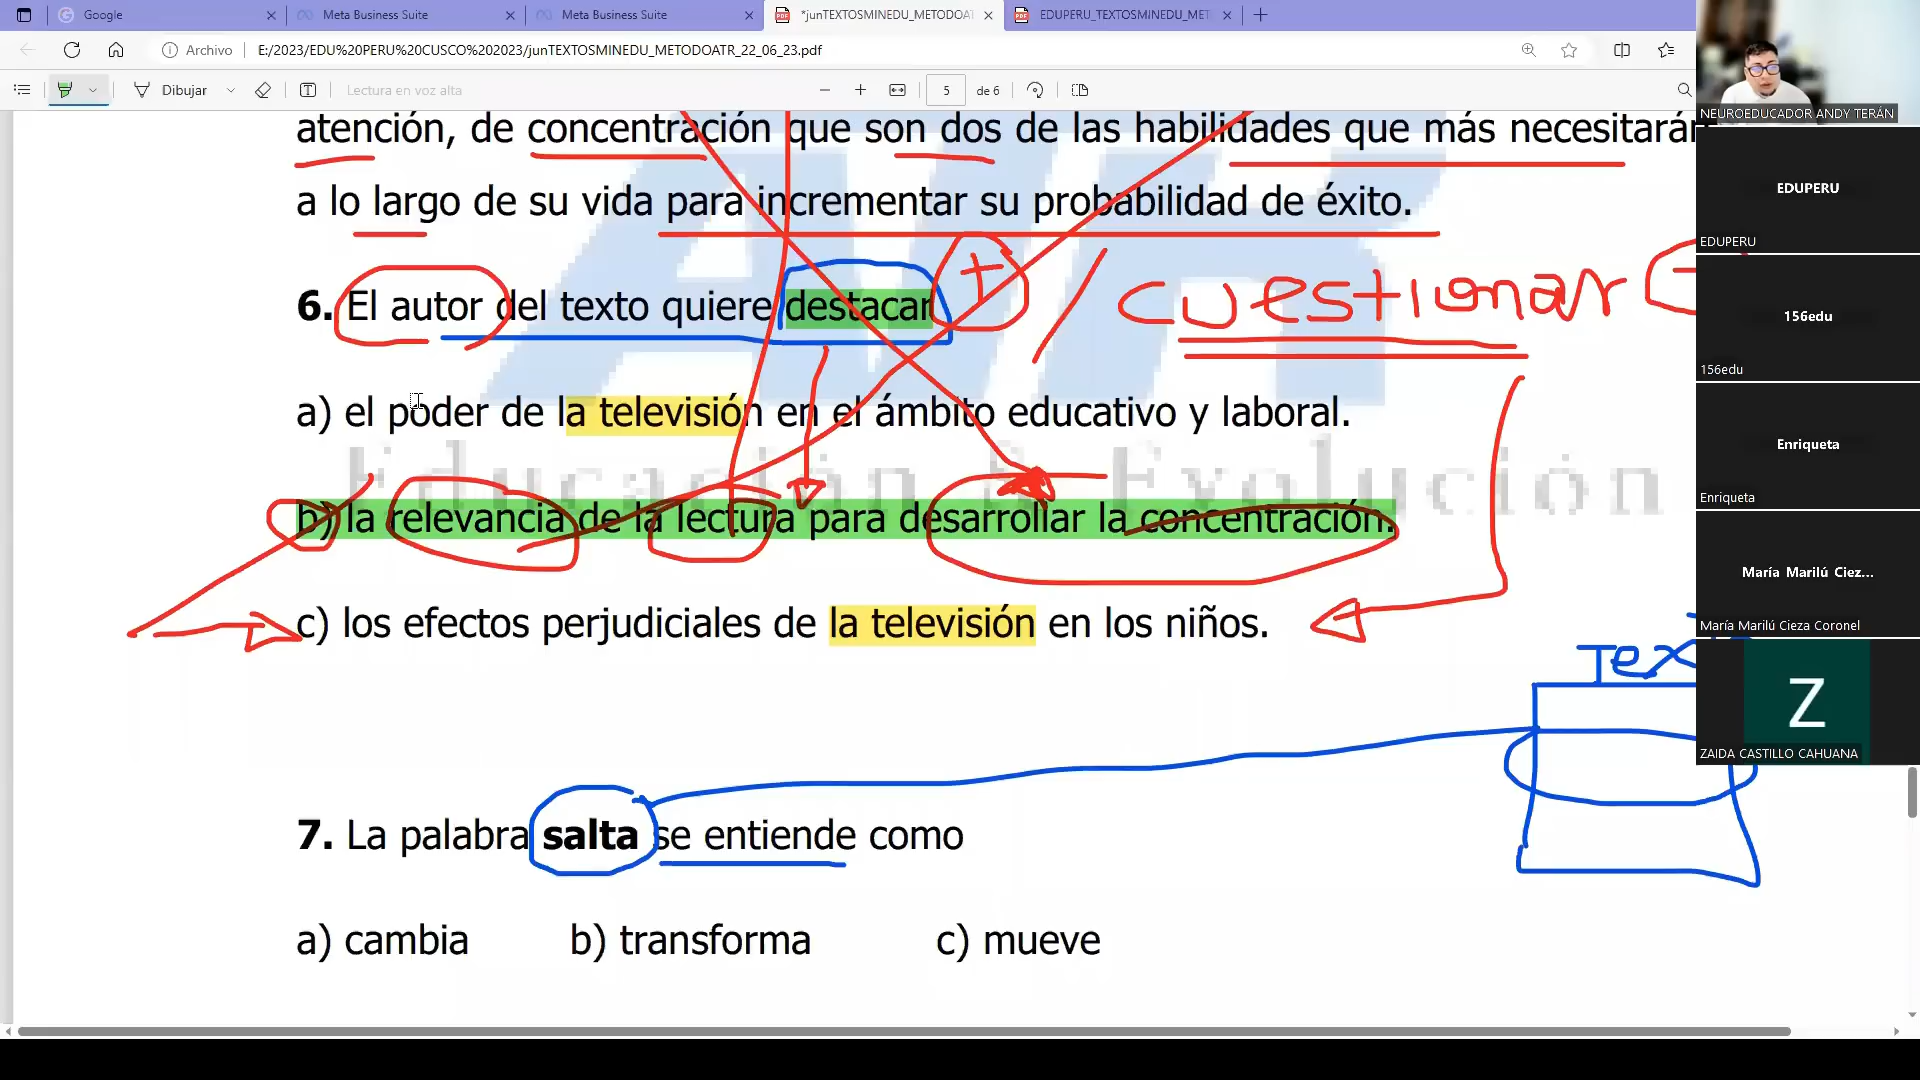 Google
Meta Business Suite
Meta Business Suite
*junTEXTOSMINEDU_METODOAT
EDUPERU_TEXTOSMINEDU_MET
Archivo
E:/2023/EDU%20PERU%20CUSCO%202023/junTEXTOSMINEDU_METODOATR_22_06_23.pdf
Dibujar
Lectura en voz alta
5 de 6
atención, de concentración que son dos de las habilidades que más necesitarán
a lo largo de su vida para incrementar su probabilidad de éxito.
6. El autor del texto quiere destacar
+ / cuestionar
a) el poder de la televisión en el ámbito educativo y laboral.
Educación & Evolución
b) la relevancia de la lectura para desarrollar la concentración.
c) los efectos perjudiciales de la televisión en los niños.
Tex
7. La palabra salta se entiende como
a) cambia b) transforma c) mueve
NEUROEDUCADOR ANDY TERÁN
EDUPERU
EDUPERU
156edu
156edu
Enriqueta
Enriqueta
María Marilú Ciez...
María Marilú Cieza Coronel
Z
ZAIDA CASTILLO CAHUANA